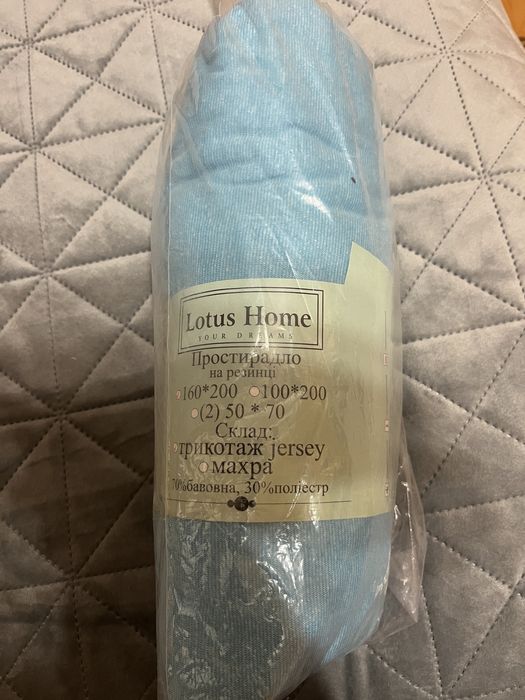 Lotus Home
YOUR DREAMS
Простирадло
на резинці
160*200 100*200
(2) 50 * 70
Склад:
трикотаж jersey
махра
70%бавовна, 30%поліестр